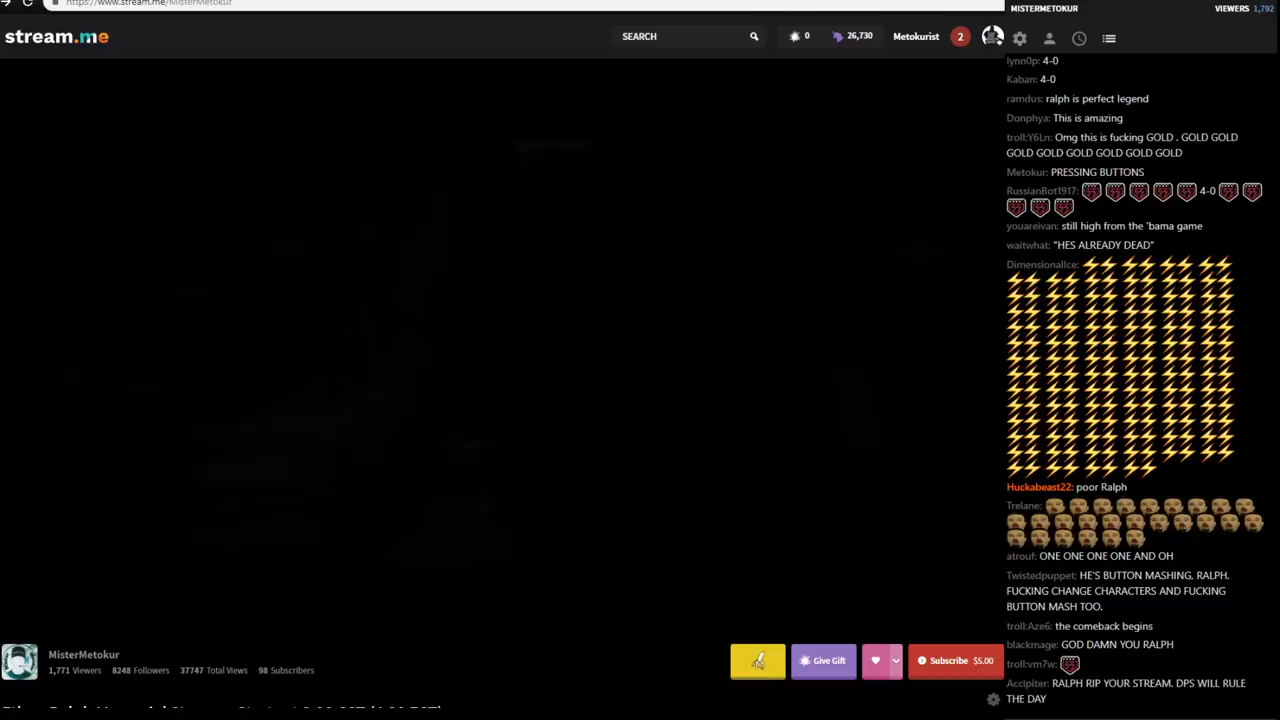 https://www.stream.me/MisterMetokur
stream.me
SEARCH
0
26,730
Metokurist
2
MISTERMETOKUR
VIEWERS 1,792
lynn0p: 4-0
Kaban: 4-0
ramdus: ralph is perfect legend
Donphya: This is amazing
troll:Y6Ln: Omg this is fucking GOLD . GOLD GOLD
GOLD GOLD GOLD GOLD GOLD GOLD
Metokur: PRESSING BUTTONS
RussianBot1917: 4-0
youareivan: still high from the 'bama game
waitwhat: "HES ALREADY DEAD"
DimensionalIce:
Huckabeast22: poor Ralph
Trelane:
atrouf: ONE ONE ONE ONE AND OH
Twistedpuppet: HE'S BUTTON MASHING, RALPH.
FUCKING CHANGE CHARACTERS AND FUCKING
BUTTON MASH TOO.
troll:Aze6: the comeback begins
blackmage: GOD DAMN YOU RALPH
troll:vm7w:
Accipiter: RALPH RIP YOUR STREAM. DPS WILL RULE
THE DAY
MisterMetokur
1,771 Viewers 8248 Followers 37747 Total Views 98 Subscribers
Give Gift
Subscribe $5.00